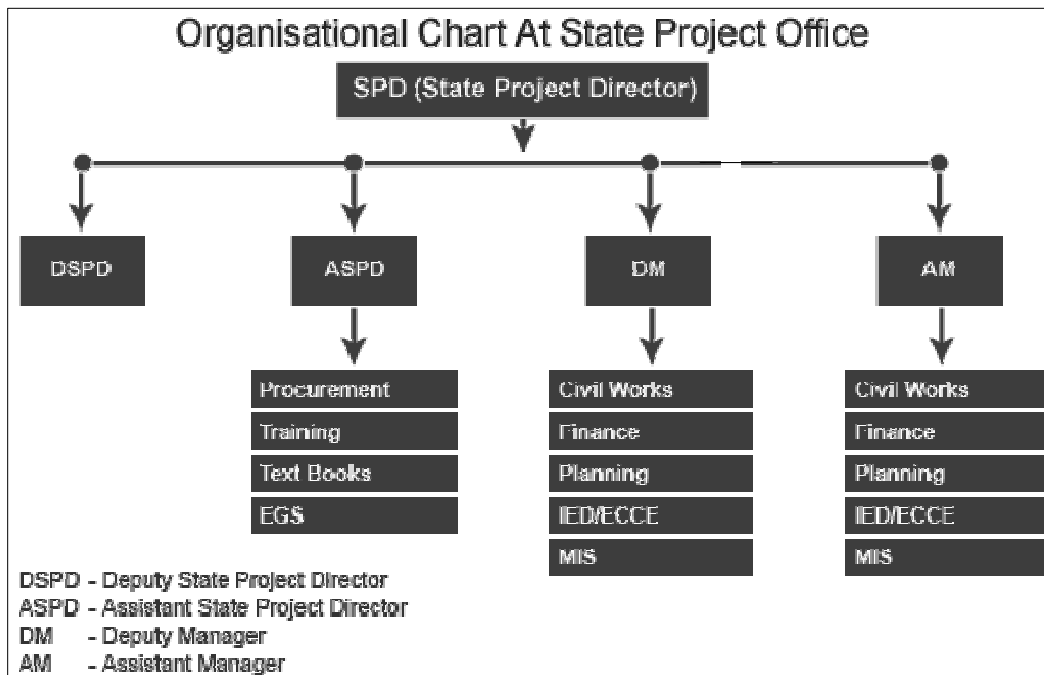 Organisational Chart At State Project Office
SPD (State Project Director)
DSPD
ASPD
DM
AM
Procurement
Training
Text Books
EGS
Civil Works
Finance
Planning
IED/ECCE
MIS
Civil Works
Finance
Planning
IED/ECCE
MIS
DSPD - Deputy State Project Director
ASPD - Assistant State Project Director
DM - Deputy Manager
AM - Assistant Manager